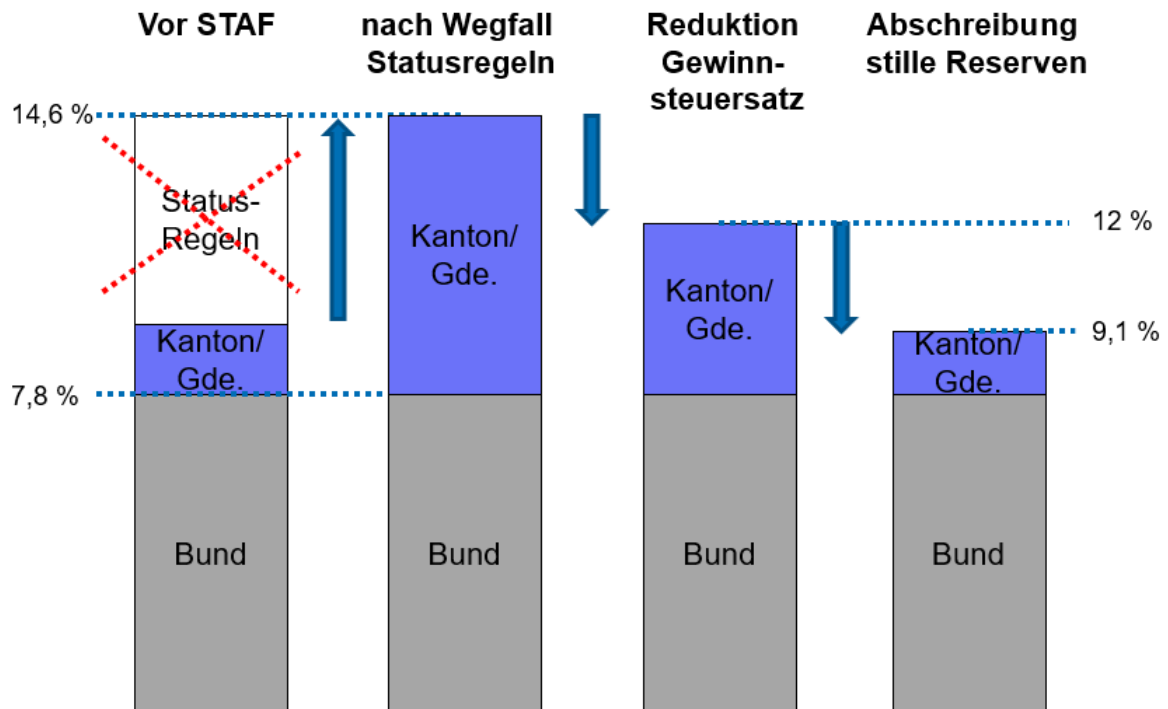 Vor STAF
nach Wegfall
Statusregeln
Reduktion
Gewinn-
steuersatz
Abschreibung
stille Reserven
14,6 %
Status-
Regeln
Kanton/
Gde.
7,8 %
Bund
Kanton/
Gde.
Bund
Kanton/
Gde.
Bund
12 %
9,1 %
Kanton/
Gde.
Bund